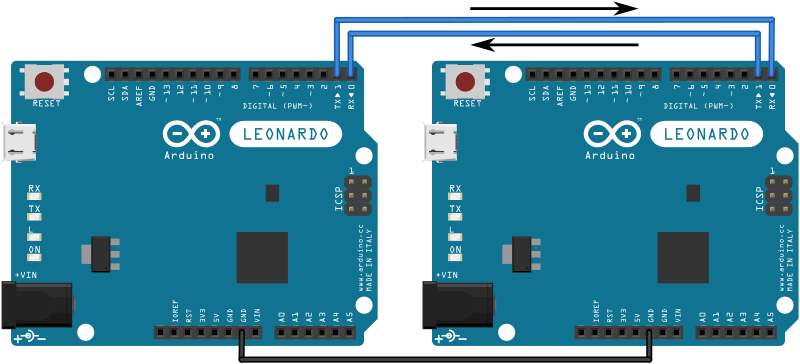 RESET
SCL
SDA
AREF
GND
~13
12
~11
~10
~9
8
7
~6
~5
4
~3
2
TX▶1
RX◀0
DIGITAL (PWM~)
TM
LEONARDO
Arduino
1
ICSP
RX
TX
L
ON
+VIN
www.arduino.cc
MADE IN ITALY
IOREF
RST
3V3
5V
GND
GND
VIN
A0
A1
A2
A3
A4
A5
RESET
SCL
SDA
AREF
GND
~13
12
~11
~10
~9
8
7
~6
~5
4
~3
2
TX▶1
RX◀0
DIGITAL (PWM~)
TM
LEONARDO
Arduino
1
ICSP
RX
TX
L
ON
+VIN
www.arduino.cc
MADE IN ITALY
IOREF
RST
3V3
5V
GND
GND
VIN
A0
A1
A2
A3
A4
A5